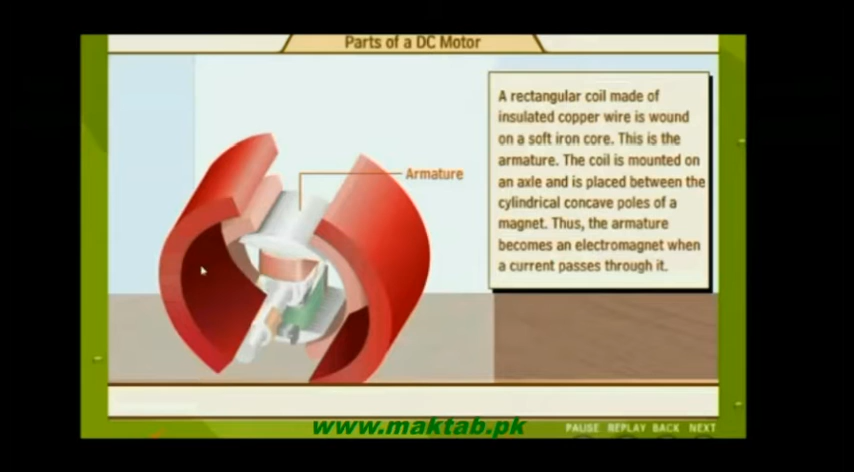 Parts of a DC Motor
A rectangular coil made of
insulated copper wire is wound
on a soft iron core. This is the
armature. The coil is mounted on
an axle and is placed between the
cylindrical concave poles of a
magnet. Thus, the armature
becomes an electromagnet when
a current passes through it.
Armature
www.maktab.pk
PAUSE REPLAY BACK NEXT